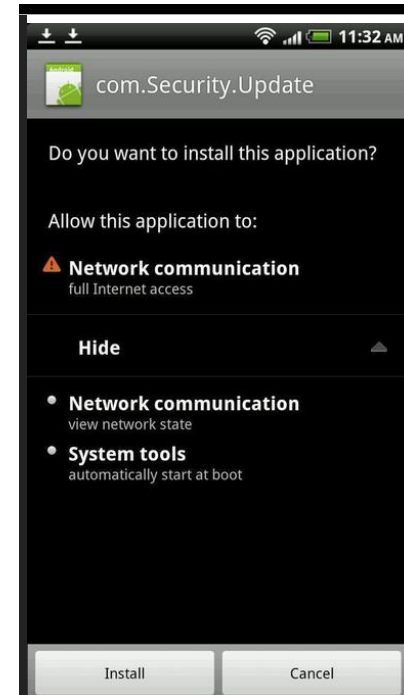 11:32 AM
com.Security.Update
Do you want to install this application?
Allow this application to:
Network communication
full Internet access
Hide
Network communication
view network state
System tools
automatically start at boot
Install Cancel